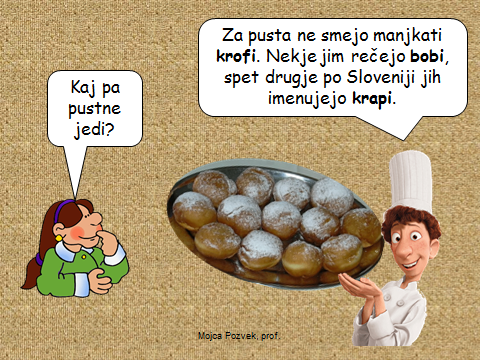 Za pusta ne smejo manjkati
krofi. Nekje jim rečejo bobi,
spet drugje po Sloveniji jih
imenujejo krapi.
Kaj pa
pustne
jedi?
Mojca Pozvek, prof.